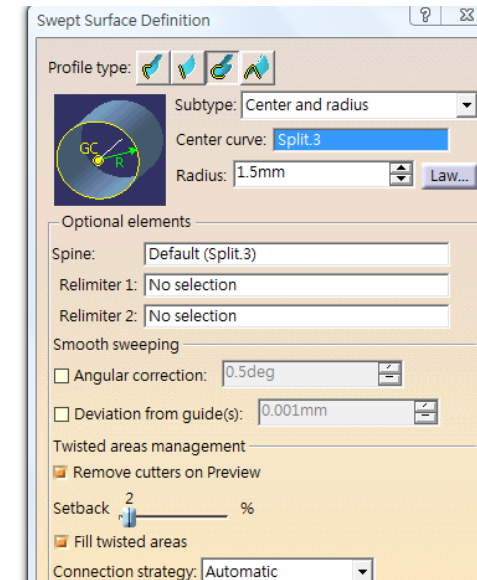 Swept Surface Definition
Profile type:
Subtype: Center and radius
Center curve: Split.3
Radius: 1.5mm Law...
GC
R
Optional elements
Spine: Default (Split.3)
Relimiter 1: No selection
Relimiter 2: No selection
Smooth sweeping
Angular correction: 0.5deg
Deviation from guide(s): 0.001mm
Twisted areas management
Remove cutters on Preview
Setback 2 %
Fill twisted areas
Connection strategy: Automatic